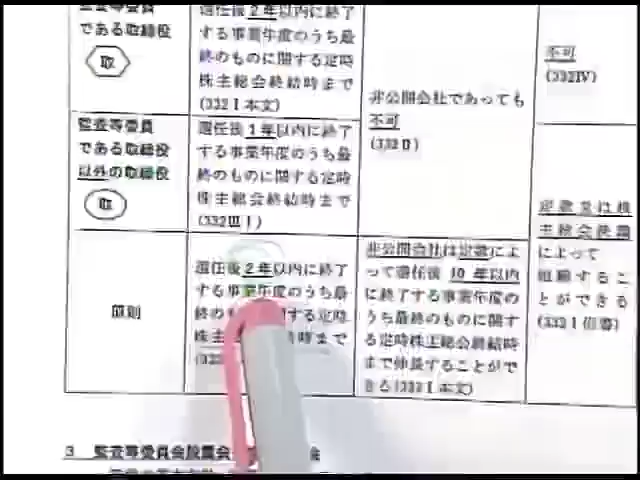 監査等委員
である取締役
取
選任後2年以内に終了
する事業年度のうち最
終のものに関する定時
株主総会終結時まで
(332Ⅰ本文)
非公開会社であっても
不可
(332Ⅱ)
不可
(332Ⅳ)
監査等委員
である取締役
以外の取締役
取
選任後1年以内に終了
する事業年度のうち最
終のものに関する定時
株主総会終結時まで
(332Ⅲ)
定款又は株
主総会決議
によって
短縮するこ
とができる
(332Ⅰ但書)
原則
選任後2年以内に終了
する事業年度のうち最
終の する定時
株主 時まで
非公開会社は定款によ
って選任後10年以内
に終了する事業年度の
うち最終のものに関す
る定時株主総会終結時
まで伸長することがで
きる(332Ⅰ本文)
3 監査等委員会設置会